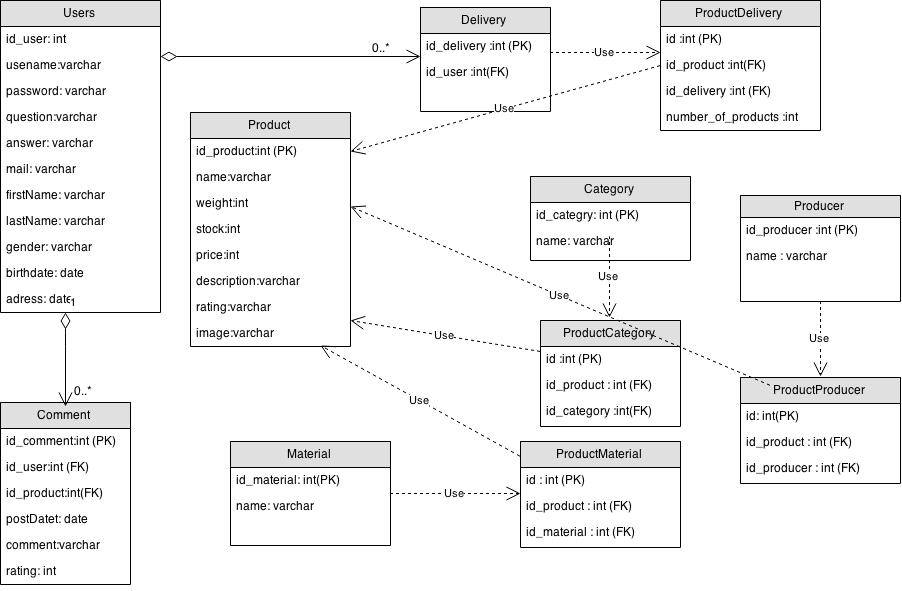 Users
id_user: int
usename:varchar
password: varchar
question:varchar
answer: varchar
mail: varchar
firstName: varchar
lastName: varchar
gender: varchar
birthdate: date
adress: date
1
0..*
0..*
Delivery
id_delivery :int (PK)
id_user :int(FK)
Use
ProductDelivery
id :int (PK)
id_product :int(FK)
id_delivery :int (FK)
number_of_products :int
Use
Product
id_product:int (PK)
name:varchar
weight:int
stock:int
price:int
description:varchar
rating:varchar
image:varchar
Category
id_categry: int (PK)
name: varchar
Use
Producer
id_producer :int (PK)
name : varchar
Use
Use
ProductCategory
id :int (PK)
id_product : int (FK)
id_category :int(FK)
Use
ProductProducer
id: int(PK)
id_product : int (FK)
id_producer : int (FK)
Use
Comment
id_comment:int (PK)
id_user:int (FK)
id_product:int(FK)
postDatet: date
comment:varchar
rating: int
Material
id_material: int(PK)
name: varchar
Use
ProductMaterial
id : int (PK)
id_product : int (FK)
id_material : int (FK)